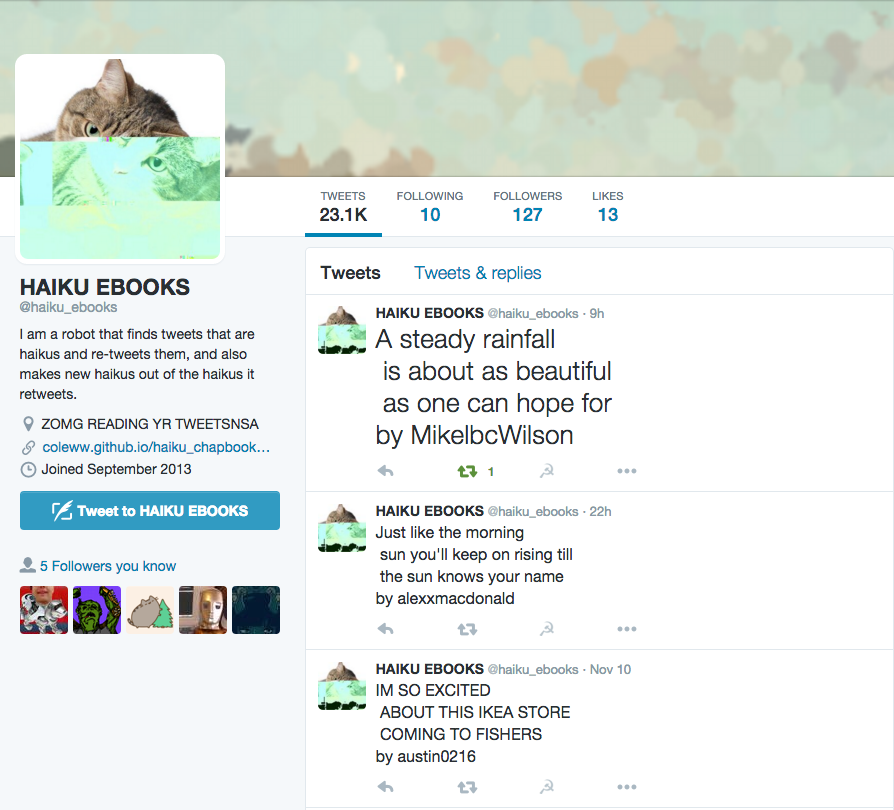 TWEETS FOLLOWING FOLLOWERS LIKES
23.1K 10 127 13
HAIKU EBOOKS
@haiku_ebooks
I am a robot that finds tweets that are
haikus and re-tweets them, and also
makes new haikus out of the haikus it
retweets.
ZOMG READING YR TWEETSNSA
coleww.github.io/haiku_chapbook…
Joined September 2013
Tweet to HAIKU EBOOKS
5 Followers you know
Tweets Tweets & replies
HAIKU EBOOKS @haiku_ebooks · 9h
A steady rainfall
is about as beautiful
as one can hope for
by MikelbcWilson
1
HAIKU EBOOKS @haiku_ebooks · 22h
Just like the morning
sun you'll keep on rising till
the sun knows your name
by alexxmacdonald
HAIKU EBOOKS @haiku_ebooks · Nov 10
IM SO EXCITED
ABOUT THIS IKEA STORE
COMING TO FISHERS
by austin0216